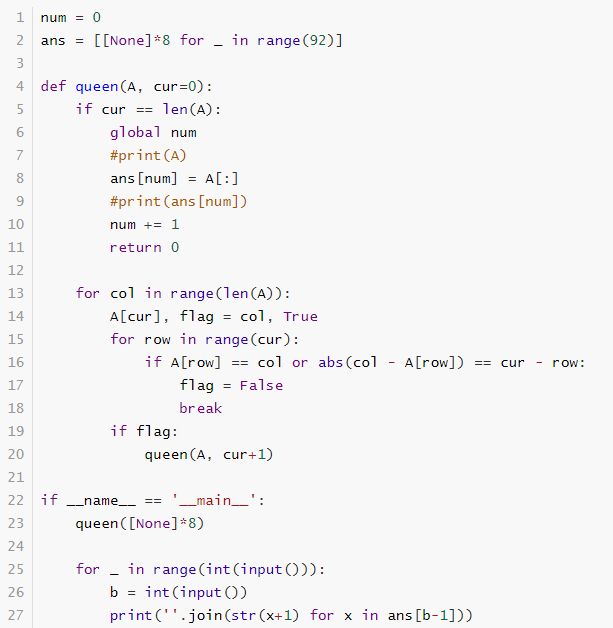 1 num = 0
2 ans = [[None]*8 for _ in range(92)]
3
4 def queen(A, cur=0):
5     if cur == len(A):
6         global num
7         #print(A)
8         ans[num] = A[:]
9         #print(ans[num])
10         num += 1
11         return 0
12
13     for col in range(len(A)):
14         A[cur], flag = col, True
15         for row in range(cur):
16             if A[row] == col or abs(col - A[row]) == cur - row:
17                 flag = False
18                 break
19         if flag:
20             queen(A, cur+1)
21
22 if __name__ == '__main__':
23     queen([None]*8)
24
25     for _ in range(int(input())):
26         b = int(input())
27         print(''.join(str(x+1) for x in ans[b-1]))